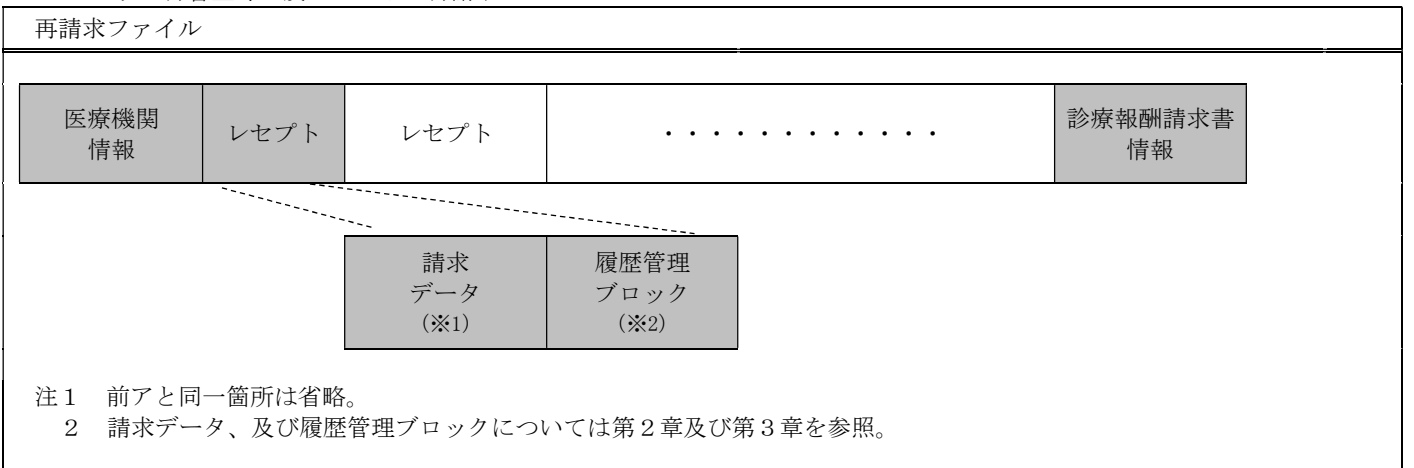 再請求ファイル
医療機関
情報
レセプト
レセプト
・・・・・・・・・・・・
診療報酬請求書
情報
請求
データ
(※1)
履歴管理
ブロック
(※2)
注１　前アと同一箇所は省略。
２　請求データ、及び履歴管理ブロックについては第２章及び第３章を参照。